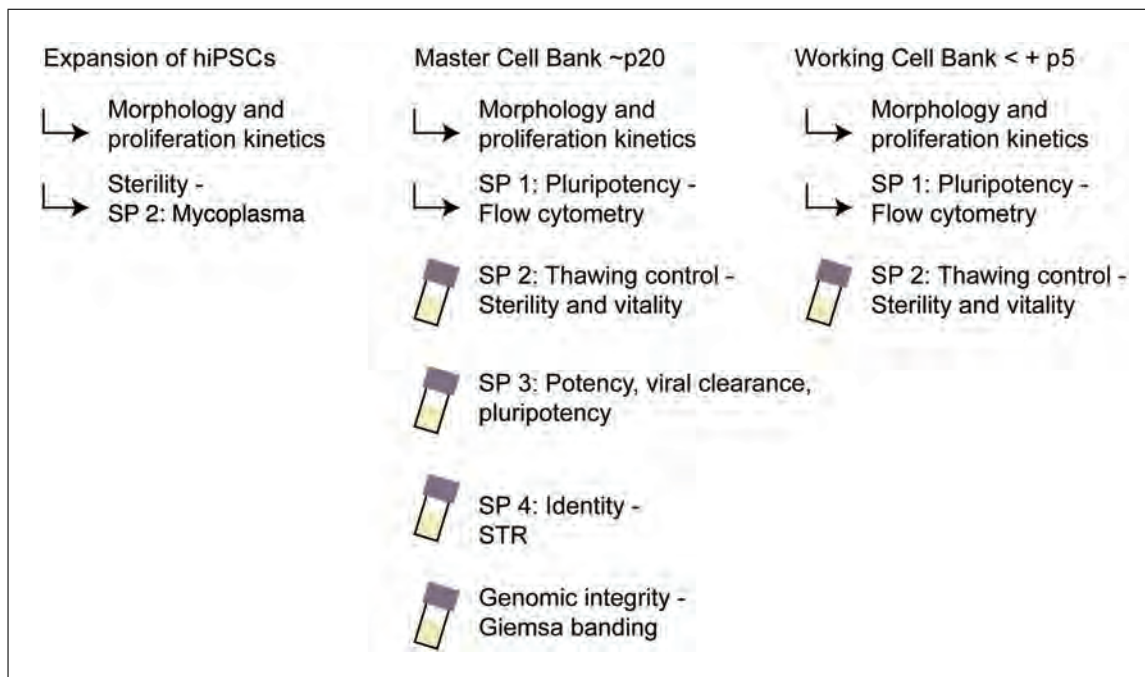 Expansion of hiPSCs
Morphology and
proliferation kinetics
Sterility -
SP 2: Mycoplasma
Master Cell Bank ~p20
Morphology and
proliferation kinetics
SP 1: Pluripotency -
Flow cytometry
SP 2: Thawing control -
Sterility and vitality
SP 3: Potency, viral clearance,
pluripotency
SP 4: Identity -
STR
Genomic integrity -
Giemsa banding
Working Cell Bank < + p5
Morphology and
proliferation kinetics
SP 1: Pluripotency -
Flow cytometry
SP 2: Thawing control -
Sterility and vitality